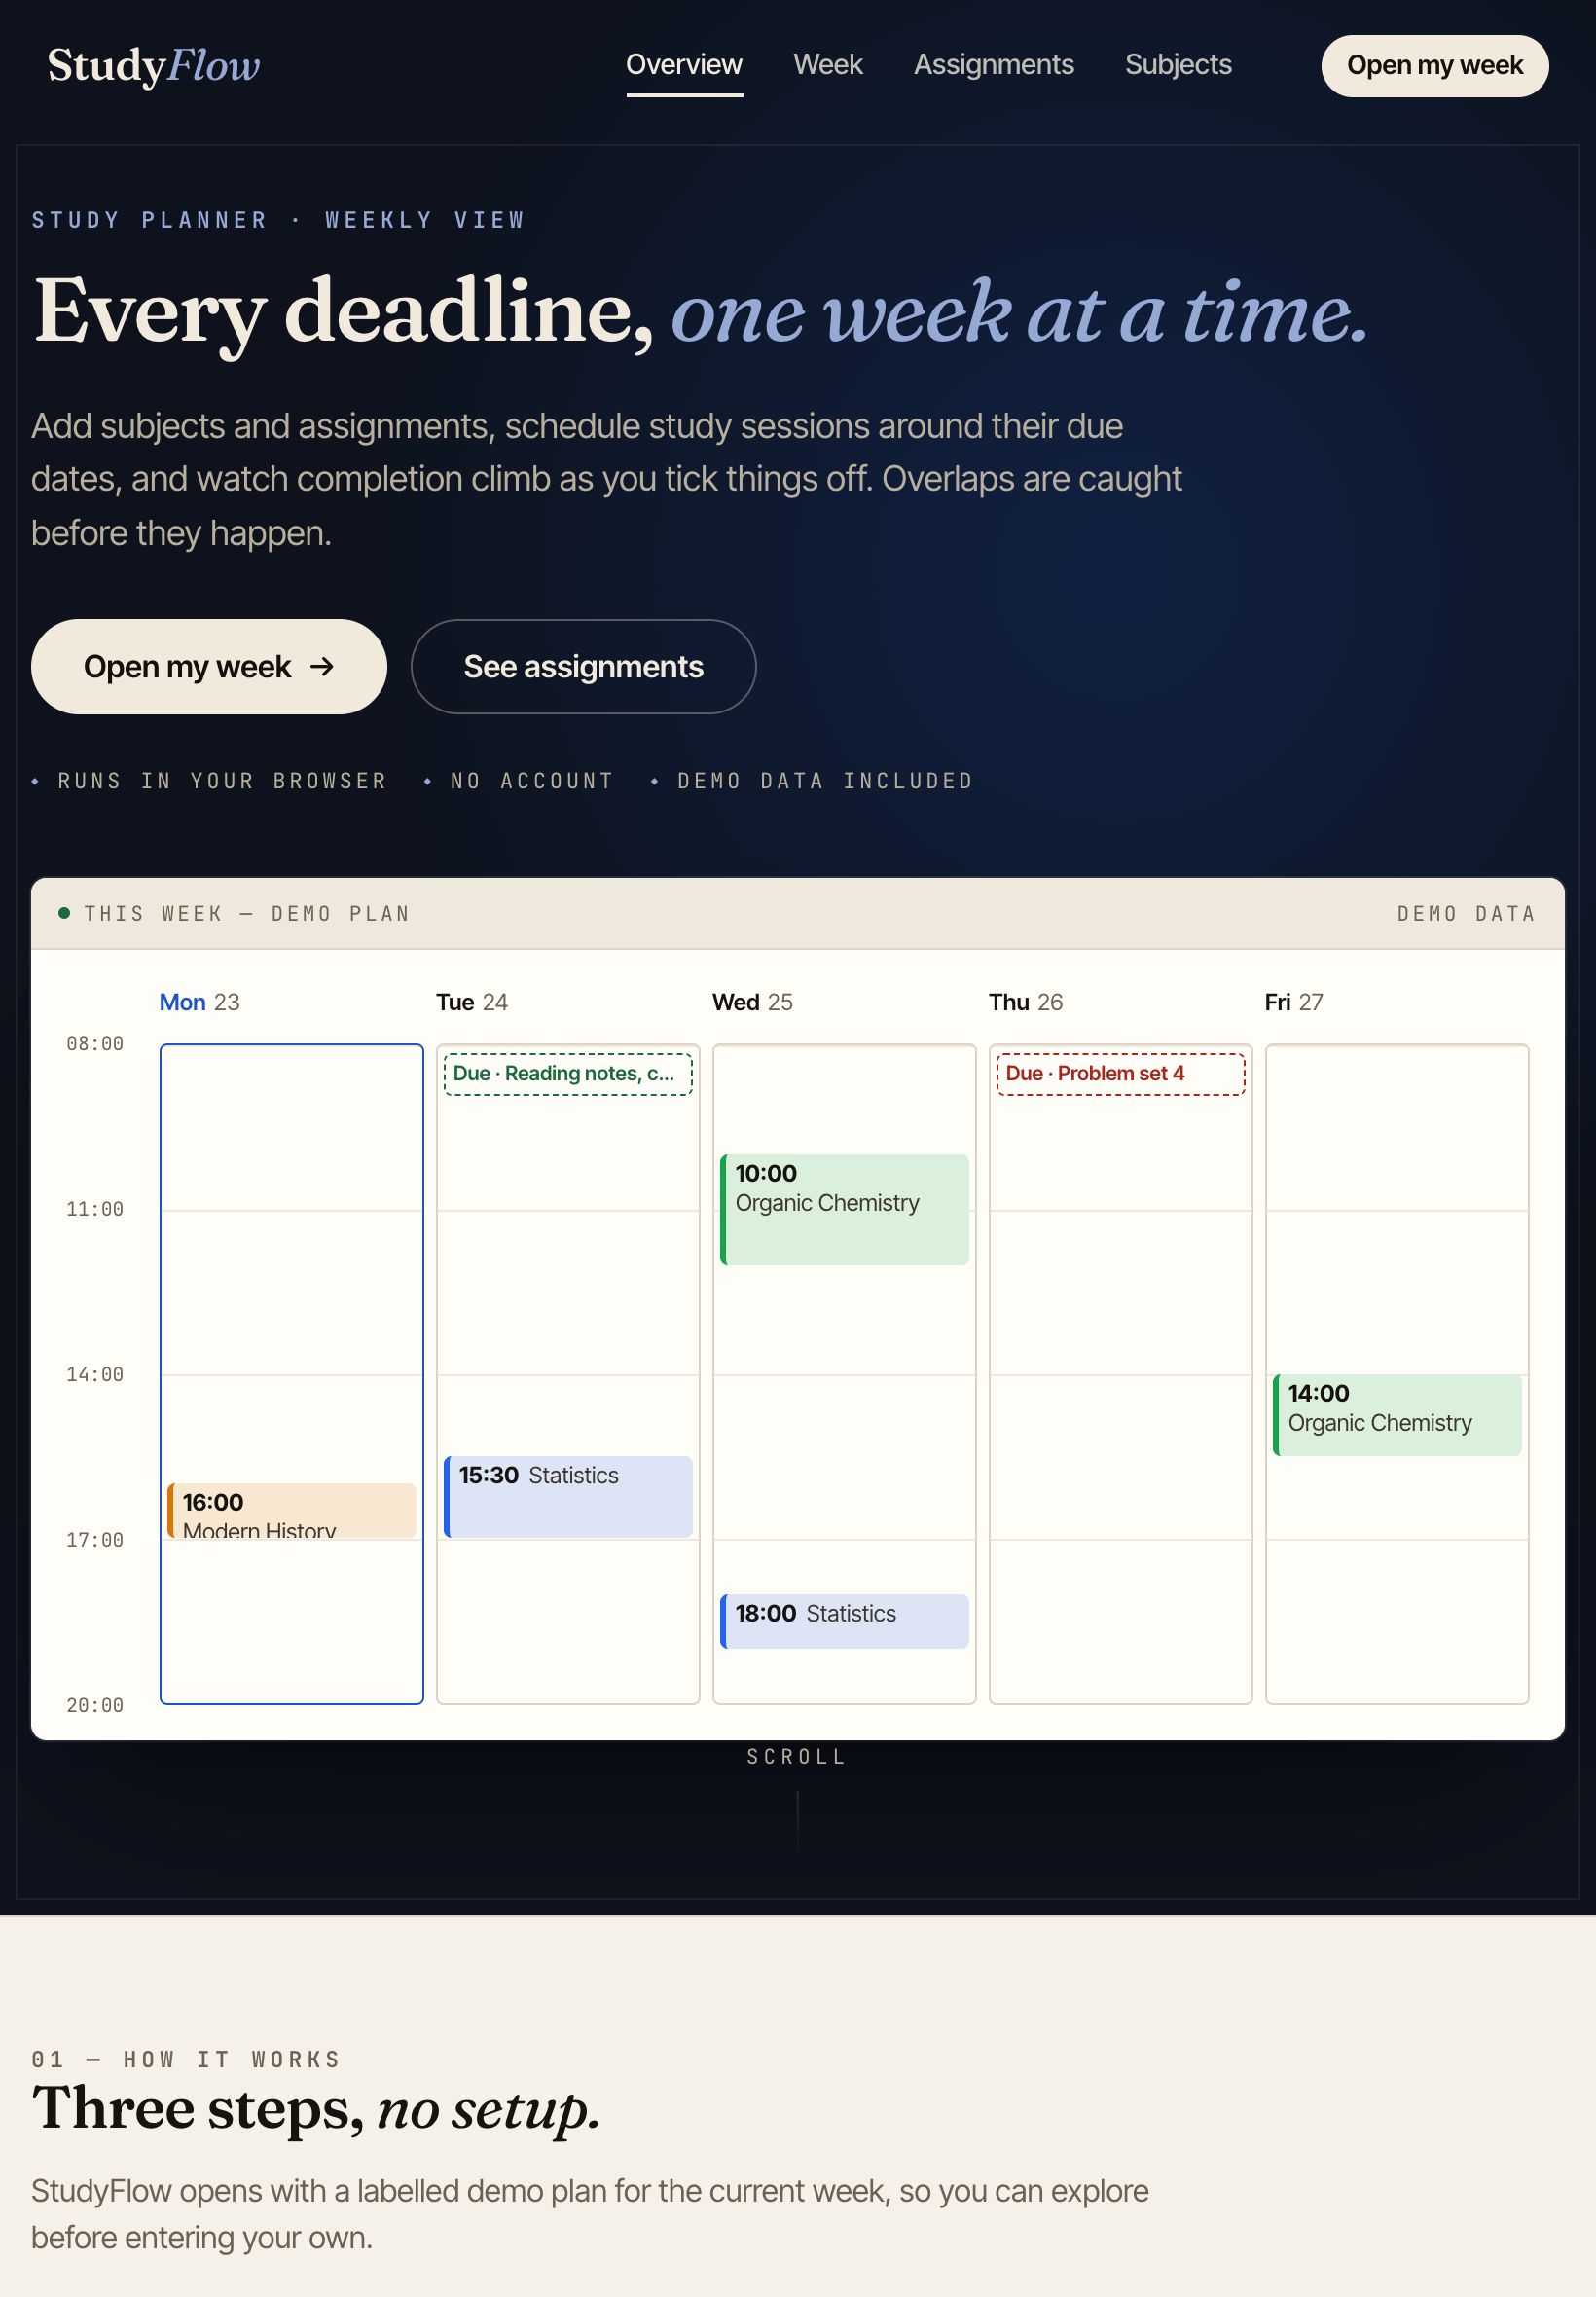 StudyFlow
Overview Week Assignments Subjects Open my week
STUDY PLANNER · WEEKLY VIEW
Every deadline, one week at a time.
Add subjects and assignments, schedule study sessions around their due
dates, and watch completion climb as you tick things off. Overlaps are caught
before they happen.
Open my week → See assignments
RUNS IN YOUR BROWSER NO ACCOUNT DEMO DATA INCLUDED
THIS WEEK — DEMO PLAN DEMO DATA
Mon 23 Tue 24 Wed 25 Thu 26 Fri 27
08:00
Due · Reading notes, c... Due · Problem set 4
10:00
Organic Chemistry
11:00
14:00
14:00
Organic Chemistry
15:30 Statistics
16:00
Modern History
17:00
18:00 Statistics
20:00
SCROLL
01 — HOW IT WORKS
Three steps, no setup.
StudyFlow opens with a labelled demo plan for the current week, so you can explore
before entering your own.